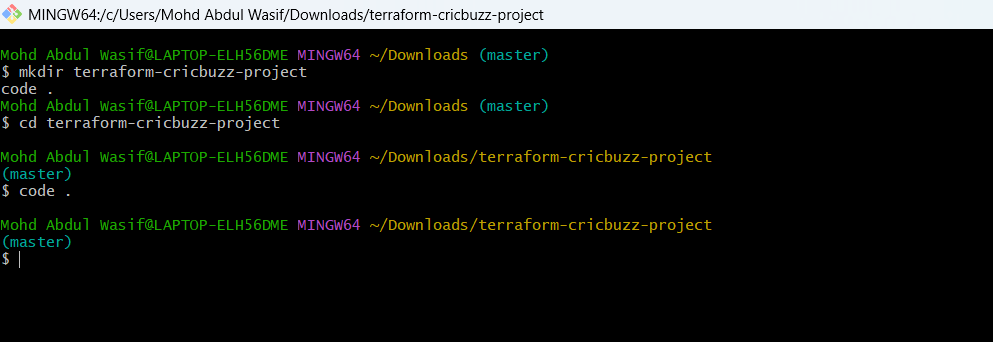 MINGW64:/c/Users/Mohd Abdul Wasif/Downloads/terraform-cricbuzz-project
Mohd Abdul Wasif@LAPTOP-ELH56DME MINGW64 ~/Downloads (master)
$ mkdir terraform-cricbuzz-project
code .
Mohd Abdul Wasif@LAPTOP-ELH56DME MINGW64 ~/Downloads (master)
$ cd terraform-cricbuzz-project
Mohd Abdul Wasif@LAPTOP-ELH56DME MINGW64 ~/Downloads/terraform-cricbuzz-project
(master)
$ code .
Mohd Abdul Wasif@LAPTOP-ELH56DME MINGW64 ~/Downloads/terraform-cricbuzz-project
(master)
$